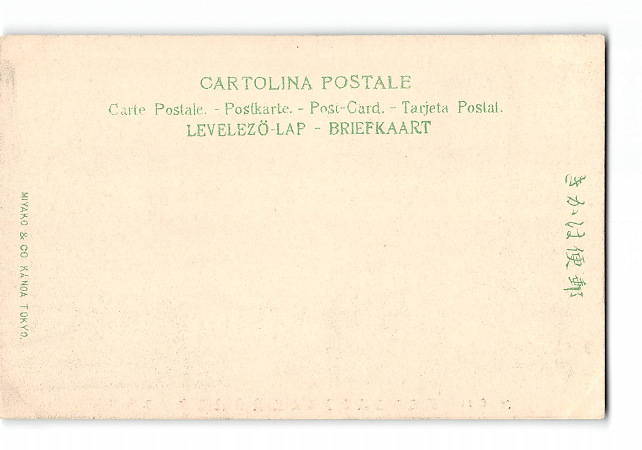 CARTOLINA POSTALE
Carte Postale. - Postkarte. - Post-Card. - Tarjeta Postal.
LEVELEZŐ-LAP - BRIEFKAART
MIYAKO & CO KANDA TOKYO.
きかは便郵